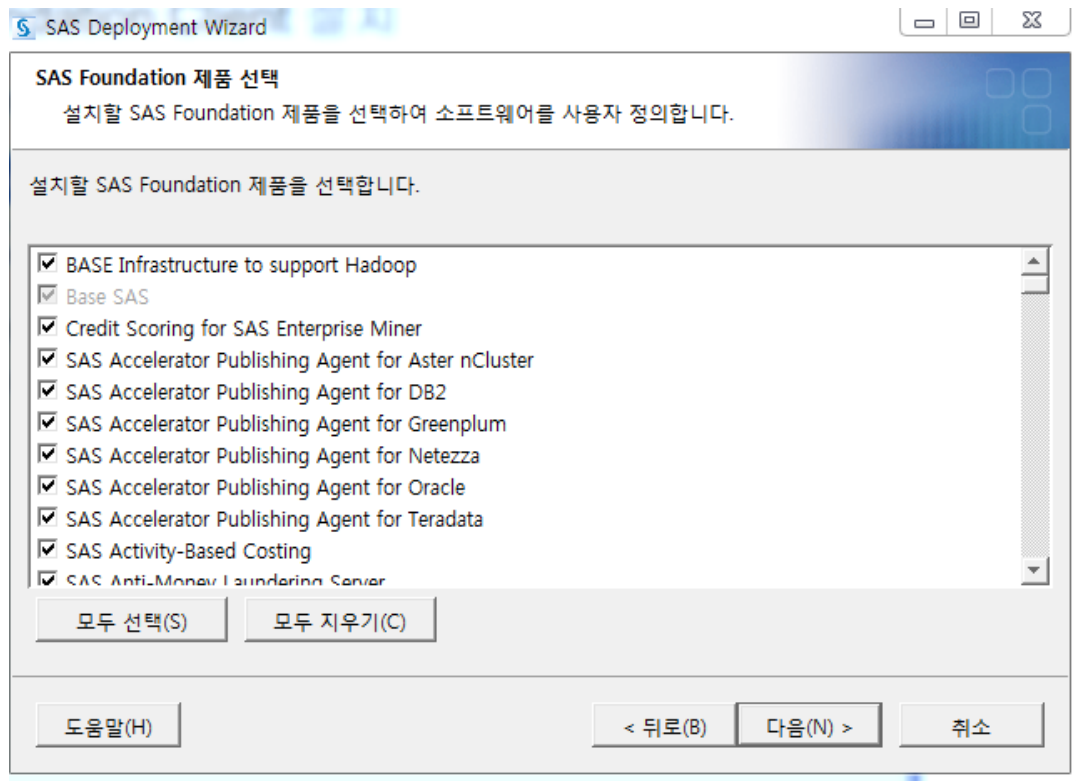 SAS Deployment Wizard
SAS Foundation 제품 선택
설치할 SAS Foundation 제품을 선택하여 소프트웨어를 사용자 정의합니다.
설치할 SAS Foundation 제품을 선택합니다.
BASE Infrastructure to support Hadoop
Base SAS
Credit Scoring for SAS Enterprise Miner
SAS Accelerator Publishing Agent for Aster nCluster
SAS Accelerator Publishing Agent for DB2
SAS Accelerator Publishing Agent for Greenplum
SAS Accelerator Publishing Agent for Netezza
SAS Accelerator Publishing Agent for Oracle
SAS Accelerator Publishing Agent for Teradata
SAS Activity-Based Costing
SAS Anti-Money Laundering Server
모두 선택(S) 모두 지우기(C)
도움말(H) < 뒤로(B) 다음(N) > 취소